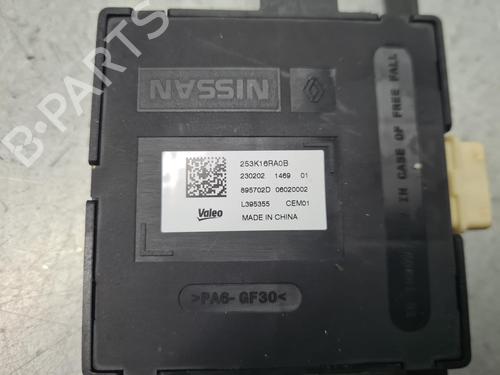 NISSAN
253K16RA0B
230202 1469 01
895702D 06020002
L395355 CEM01
Valeo MADE IN CHINA
>PA6-GF30<
IN CASE OF FREE FALL
B-PARTS